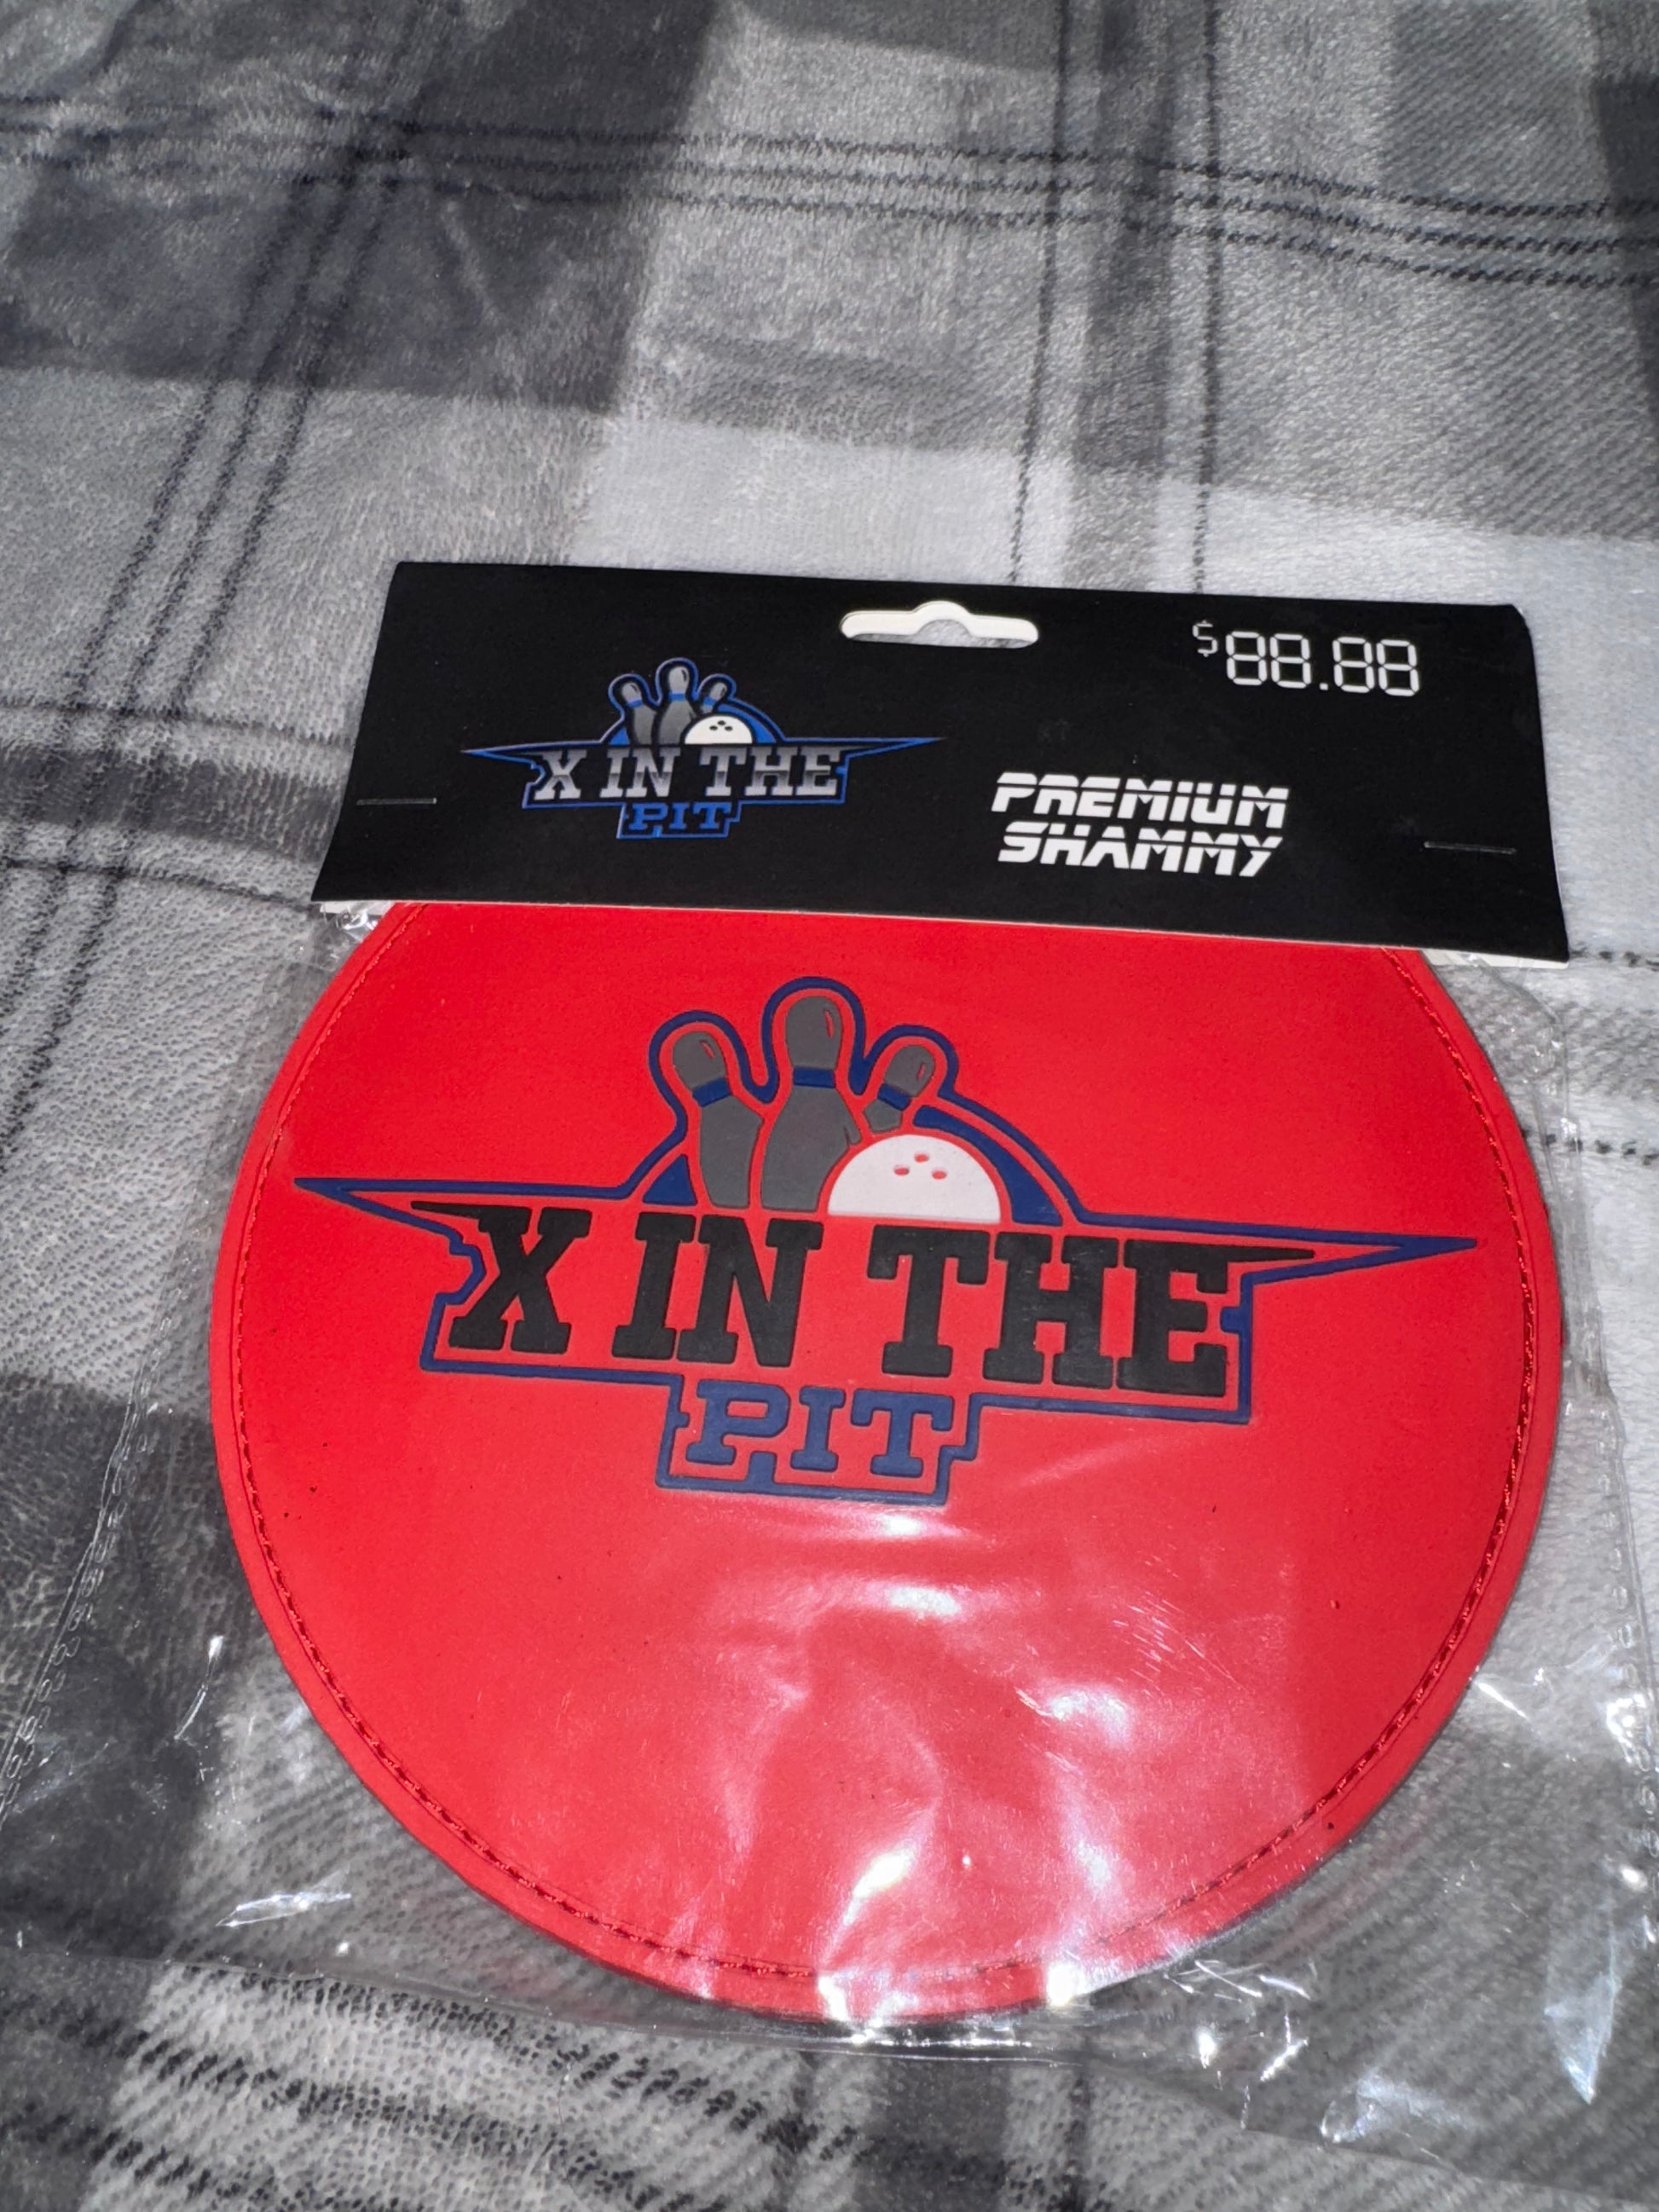 $88.88
X IN THE
PIT
PREMIUM
SHAMMY
X IN THE
PIT